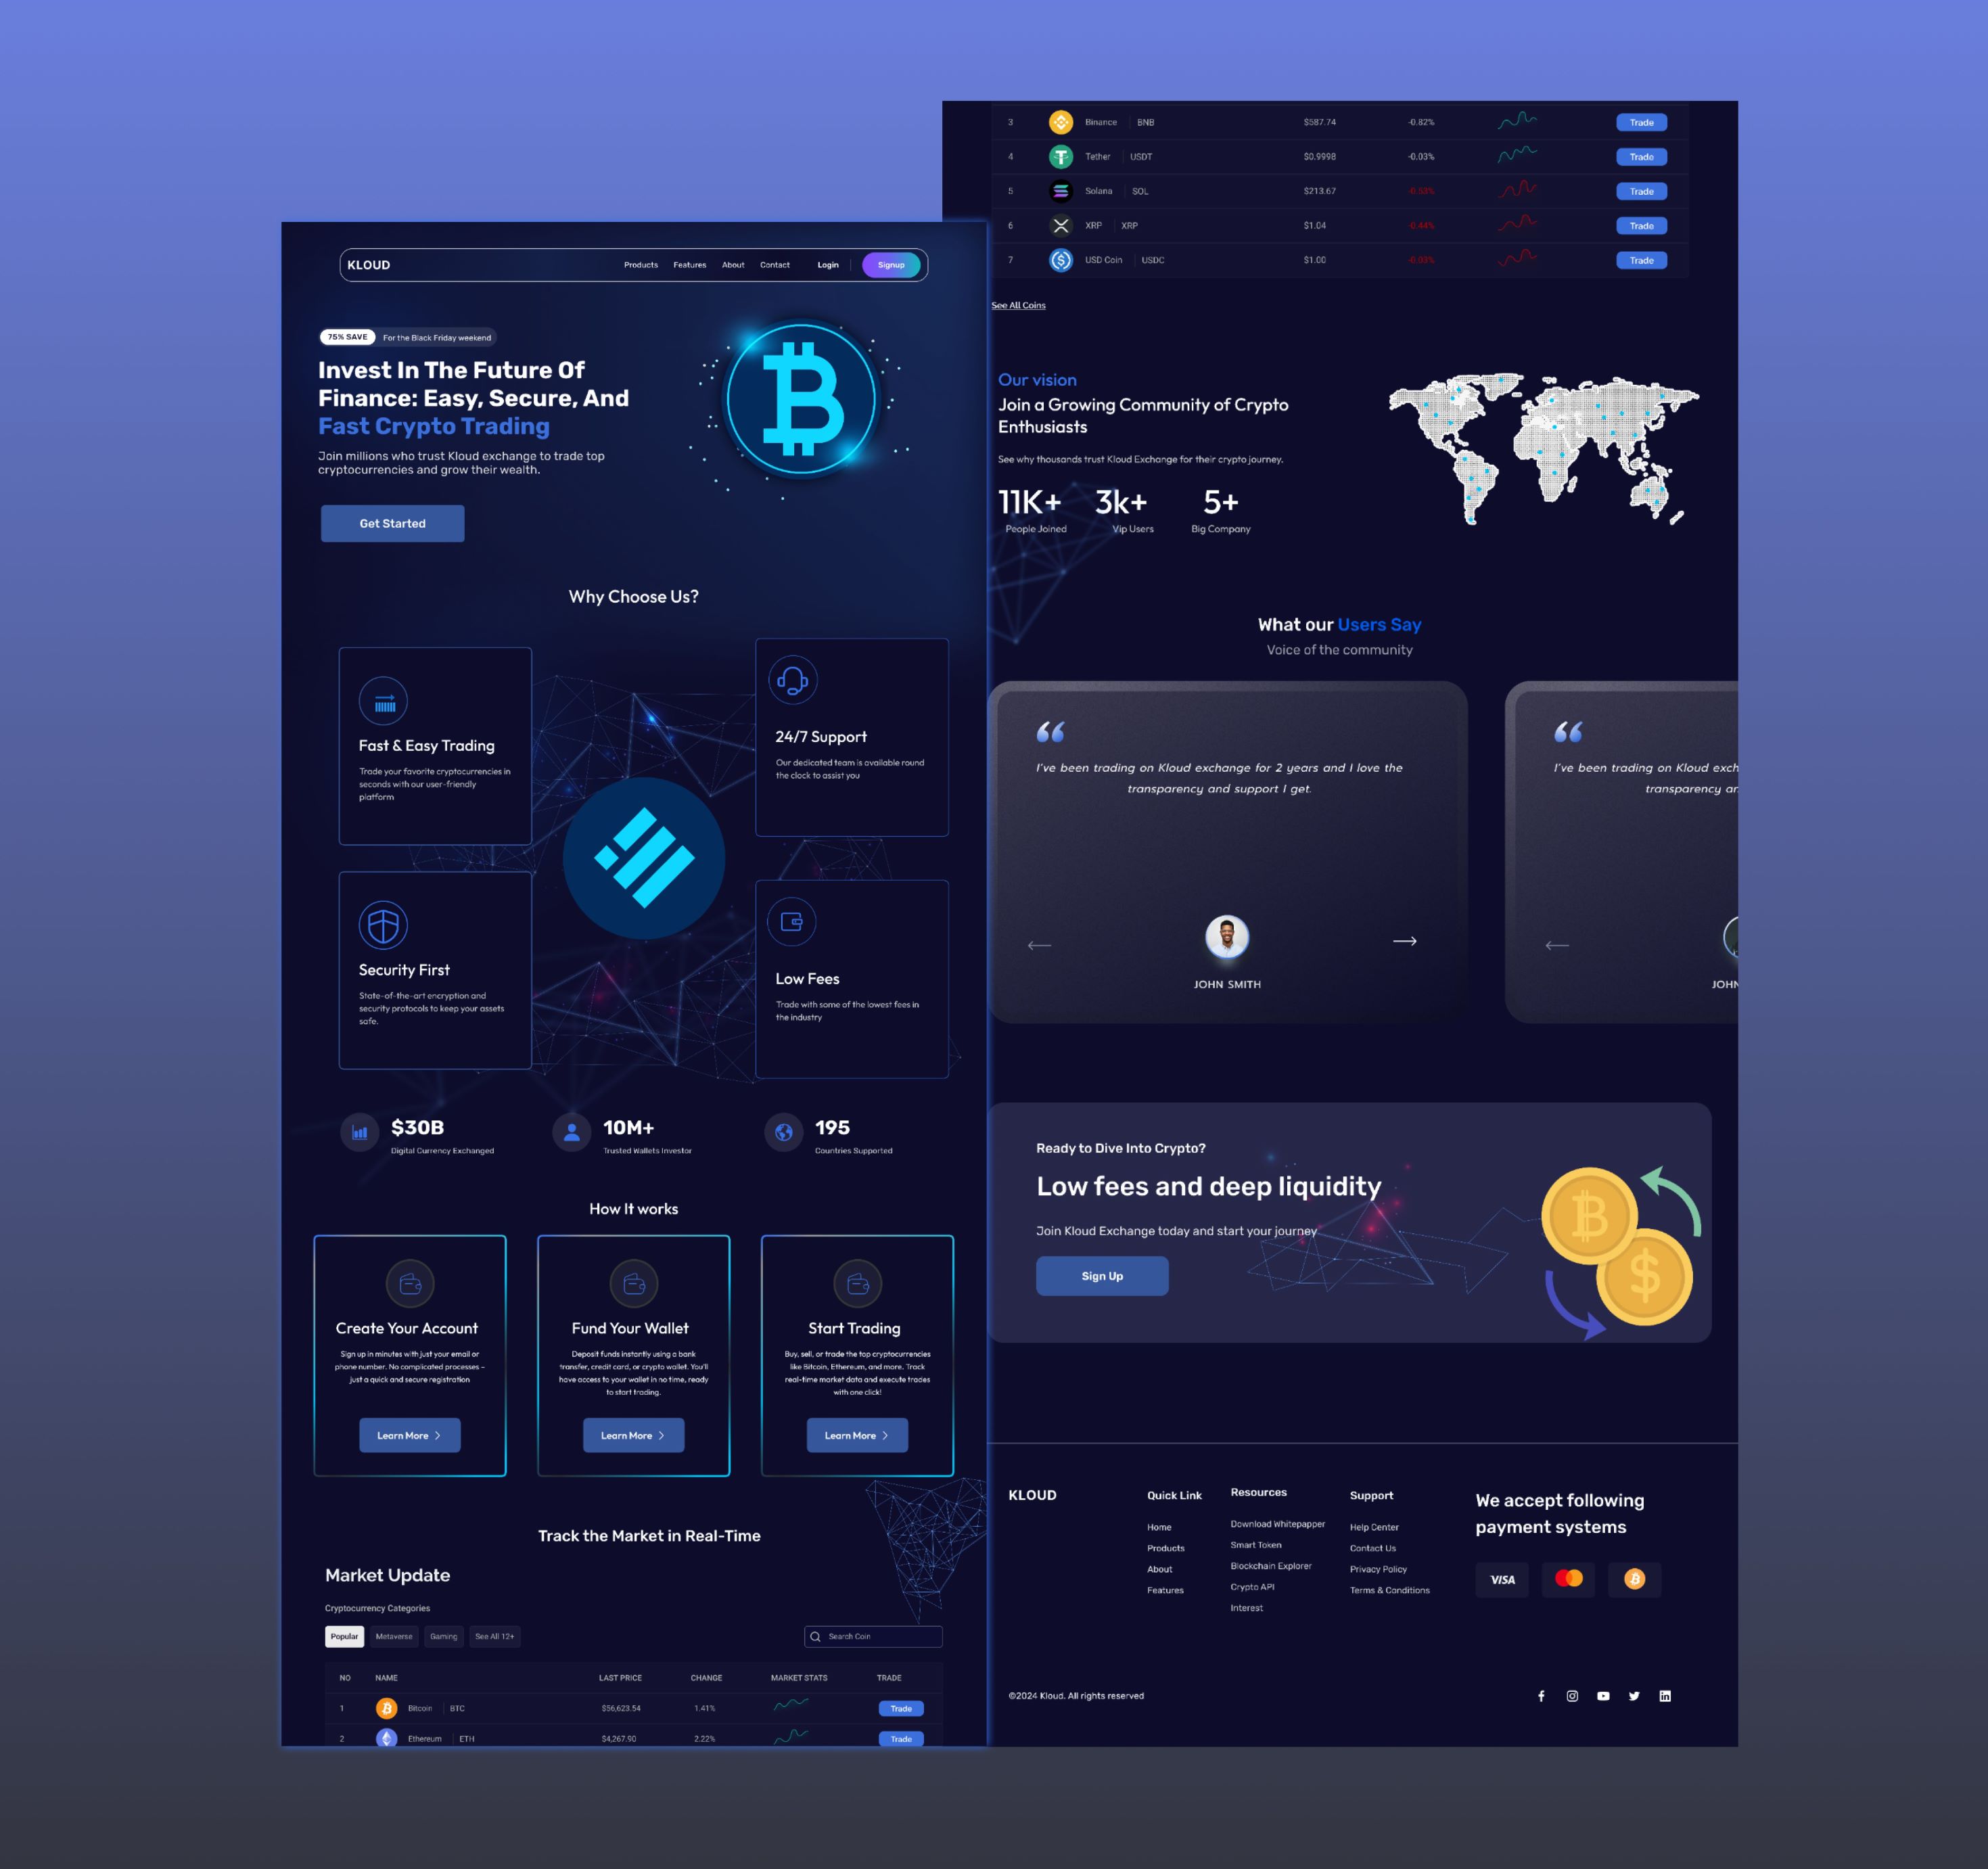 KLOUD
Products Features About Contact Login Signup
75% SAVE For the Black Friday weekend
Invest In The Future Of
Finance: Easy, Secure, And
Fast Crypto Trading
Join millions who trust Kloud exchange to trade top
cryptocurrencies and grow their wealth.
Get Started
Why Choose Us?
Fast & Easy Trading
Trade your favorite cryptocurrencies in
seconds with our user-friendly
platform
24/7 Support
Our dedicated team is available round
the clock to assist you
Security First
State-of-the-art encryption and
security protocols to keep your assets
safe.
Low Fees
Trade with some of the lowest fees in
the industry
$30B
Digital Currency Exchanged
10M+
Trusted Wallets Investor
195
Countries Supported
How It works
Create Your Account
Sign up in minutes with just your email or
phone number. No complicated processes –
just a quick and secure registration
Learn More
Fund Your Wallet
Deposit funds instantly using a bank
transfer, credit card, or crypto wallet. You'll
have access to your wallet in no time, ready
to start trading.
Learn More
Start Trading
Buy, sell, or trade the top cryptocurrencies
like Bitcoin, Ethereum, and more. Track
real-time market data and execute trades
with one click!
Learn More
Track the Market in Real-Time
Market Update
Cryptocurrency Categories
Popular Metaverse Gaming See All 12+ Search Coin
NO NAME LAST PRICE CHANGE MARKET STATS TRADE
1 Bitcoin BTC $56,623.54 1.41% Trade
2 Ethereum ETH $4,267.90 2.22% Trade
3 Binance BNB $587.74 -0.82% Trade
4 Tether USDT $0.9998 -0.03% Trade
5 Solana SOL $213.67 -0.53% Trade
6 XRP XRP $1.04 -0.44% Trade
7 USD Coin USDC $1.00 -0.03% Trade
See All Coins
Our vision
Join a Growing Community of Crypto
Enthusiasts
See why thousands trust Kloud Exchange for their crypto journey.
11K+ 3k+ 5+
People Joined Vip Users Big Company
What our Users Say
Voice of the community
I've been trading on Kloud exchange for 2 years and I love the
transparency and support I get.
JOHN SMITH
I've been trading on Kloud exch
transparency an
JOHN
Ready to Dive Into Crypto?
Low fees and deep liquidity
Join Kloud Exchange today and start your journey
Sign Up
KLOUD
Quick Link
Home
Products
About
Features
Resources
Download Whitepapper
Smart Token
Blockchain Explorer
Crypto API
Interest
Support
Help Center
Contact Us
Privacy Policy
Terms & Conditions
We accept following
payment systems
VISA
©2024 Kloud. All rights reserved